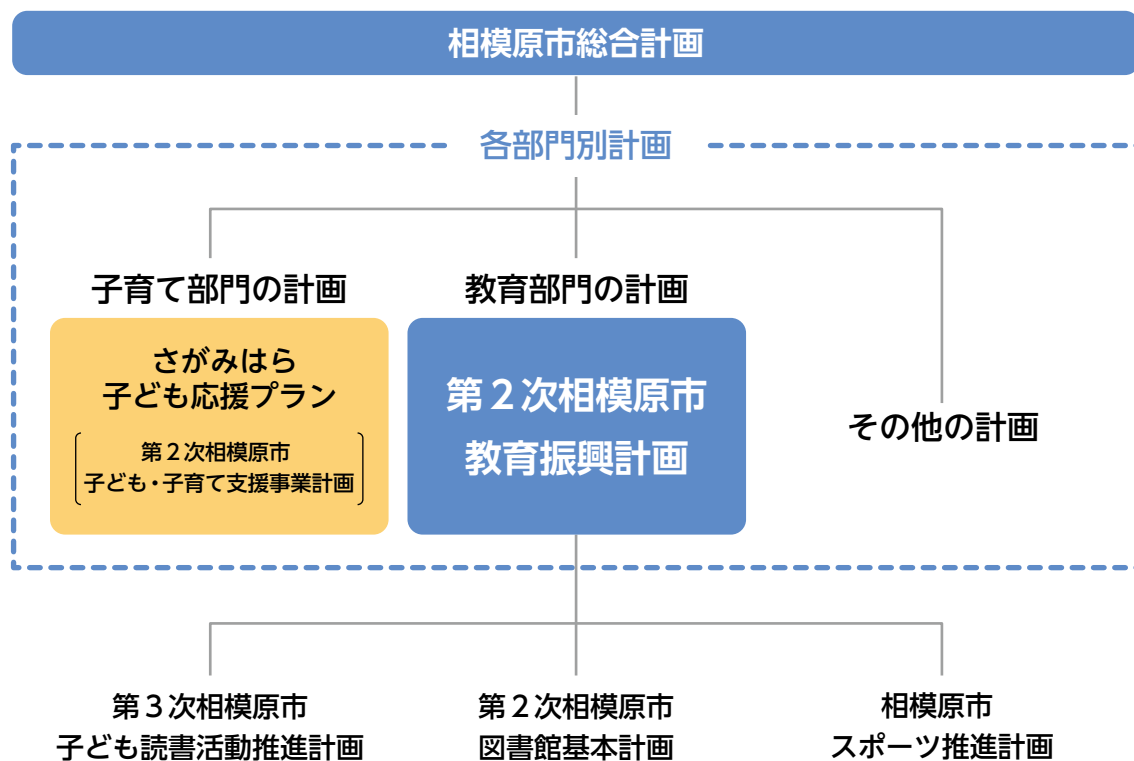 相模原市総合計画
各部門別計画
子育て部門の計画
さがみはら
子ども応援プラン
第２次相模原市
子ども・子育て支援事業計画
教育部門の計画
第２次相模原市
教育振興計画
その他の計画
第３次相模原市
子ども読書活動推進計画
第２次相模原市
図書館基本計画
相模原市
スポーツ推進計画